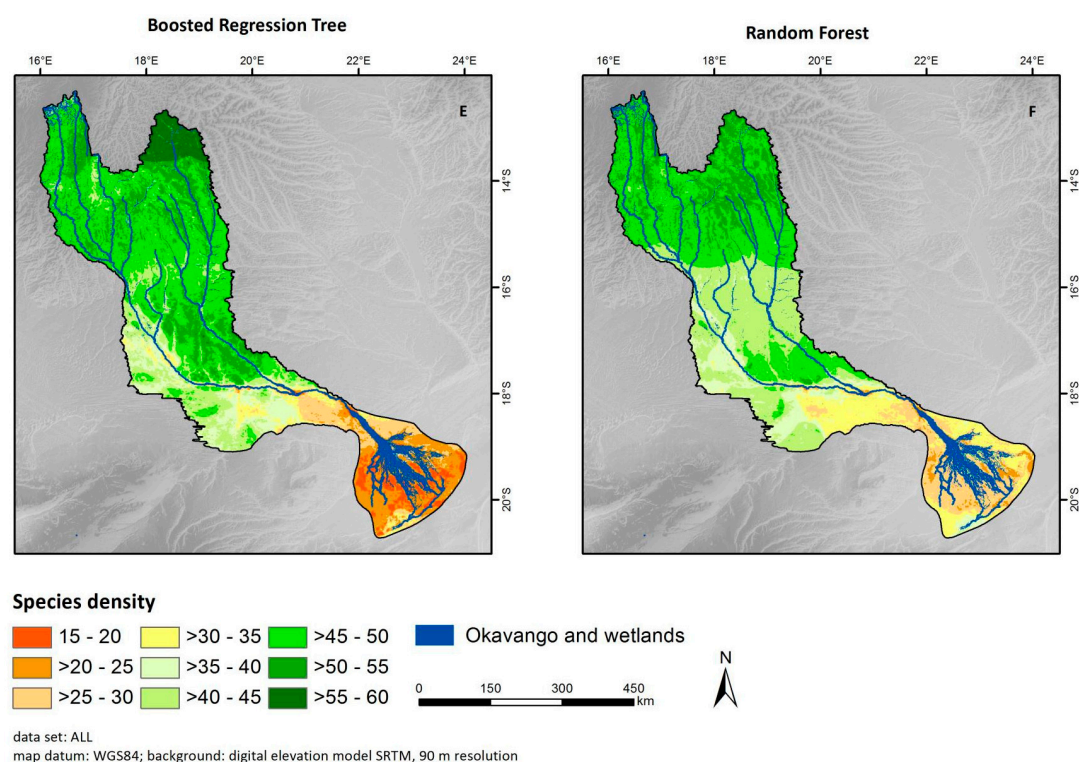 Boosted Regression Tree
16°E
18°E
20°E
22°E
24°E
E
14°S
16°S
18°S
20°S
Random Forest
16°E
18°E
20°E
22°E
24°E
F
14°S
16°S
18°S
20°S
Species density
15 - 20
>20 - 25
>25 - 30
>30 - 35
>35 - 40
>40 - 45
>45 - 50
>50 - 55
>55 - 60
Okavango and wetlands
0 150 300 450
km
N
data set: ALL
map datum: WGS84; background: digital elevation model SRTM, 90 m resolution